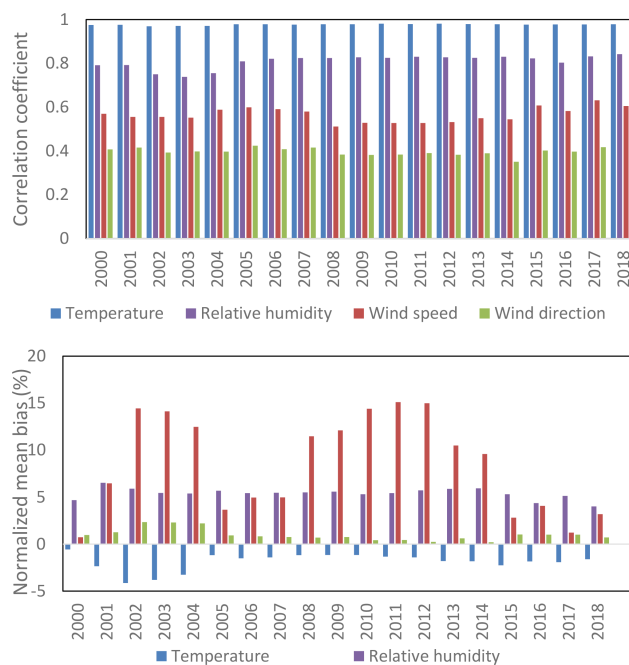 Correlation coefficient
1
0.8
0.6
0.4
0.2
0
2000 2001 2002 2003 2004 2005 2006 2007 2008 2009 2010 2011 2012 2013 2014 2015 2016 2017 2018
Temperature Relative humidity Wind speed Wind direction
Normalized mean bias (%)
20
15
10
5
0
-5
2000 2001 2002 2003 2004 2005 2006 2007 2008 2009 2010 2011 2012 2013 2014 2015 2016 2017 2018
Temperature Relative humidity